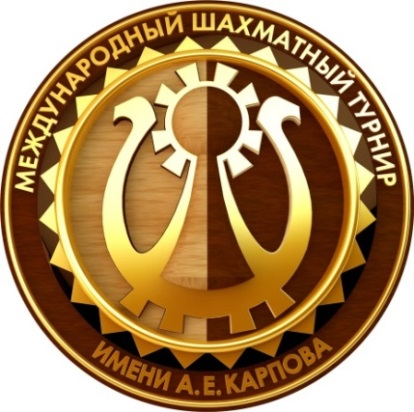 МЕЖДУНАРОДНЫЙ ШАХМАТНЫЙ ТУРНИР
ИМЕНИ А. Е. КАРПОВА